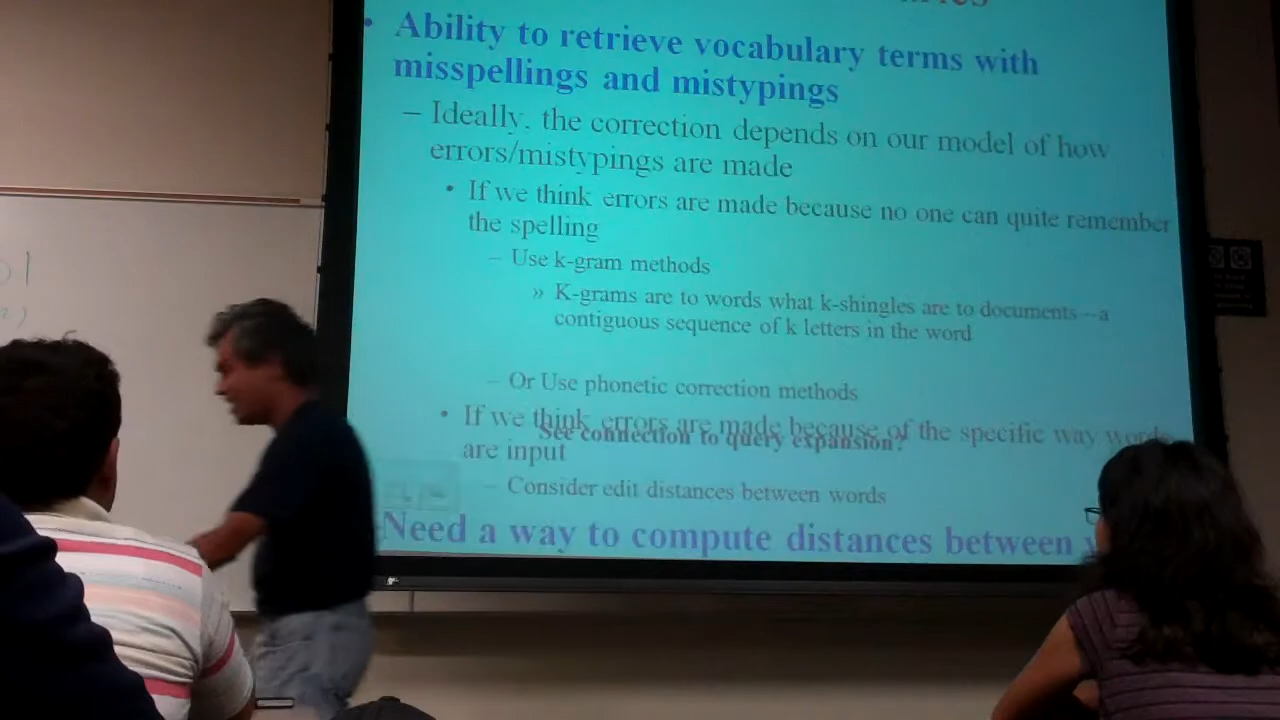 • Ability to retrieve vocabulary terms with
misspellings and mistypings
– Ideally, the correction depends on our model of how
errors/mistypings are made
• If we think errors are made because no one can quite remember
the spelling
– Use k-gram methods
» K-grams are to words what k-shingles are to documents—a
contiguous sequence of k letters in the word
– Or Use phonetic correction methods
• If we think errors are made because of the specific way words
See connection to query expansion?
are input
– Consider edit distances between words
Need a way to compute distances between